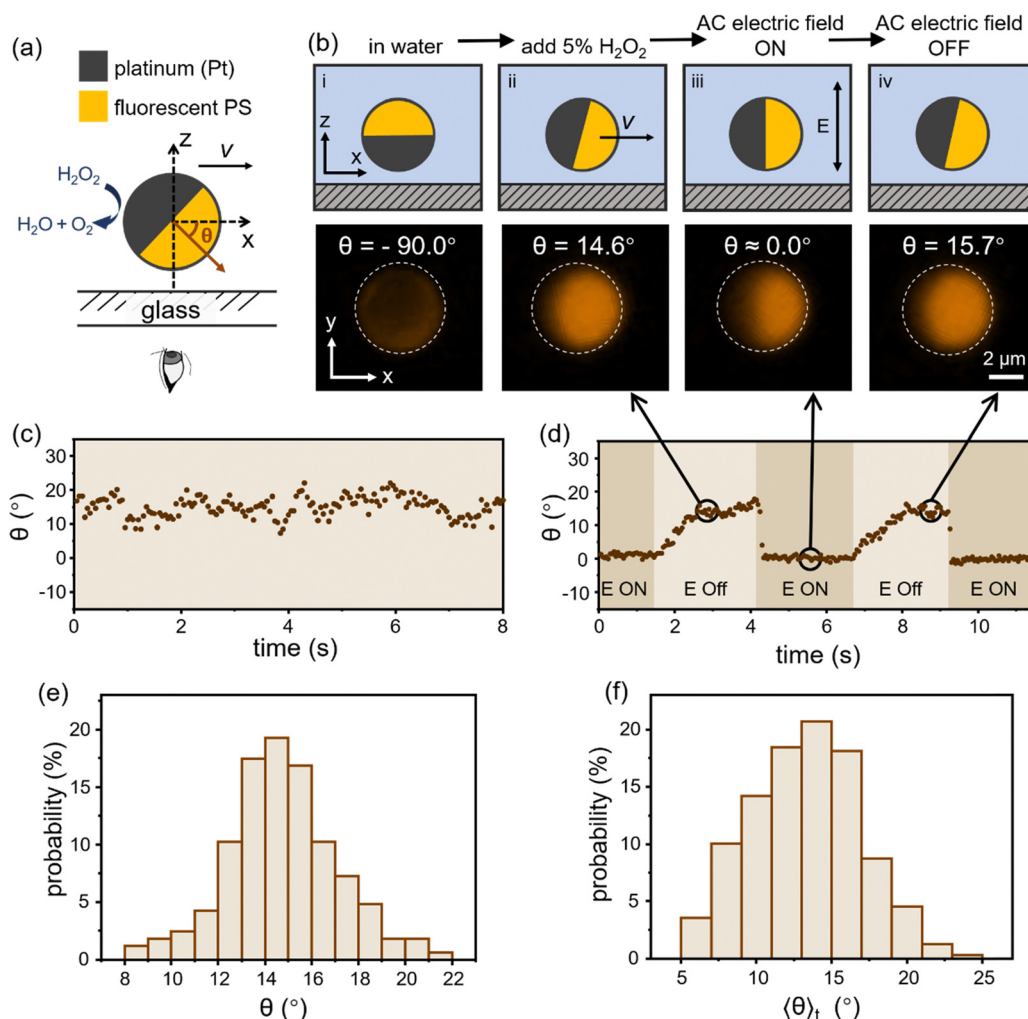 (a)
platinum (Pt)
fluorescent PS
z
v
H₂O₂
H₂O + O₂
x
θ
glass
(b)
in water
add 5% H₂O₂
AC electric field
ON
AC electric field
OFF
i
z
x
ii
v
iii
E
iv
θ = - 90.0°
y
x
θ = 14.6°
θ ≈ 0.0°
θ = 15.7°
2 µm
(c)
θ (°)
30
20
10
0
-10
0 2 4 6 8
time (s)
(d)
θ (°)
30
20
10
0
-10
E ON
E Off
E ON
E Off
E ON
0 2 4 6 8 10
time (s)
(e)
probability (%)
20
15
10
5
0
8 10 12 14 16 18 20 22
θ (°)
(f)
probability (%)
20
15
10
5
0
5 10 15 20 25
⟨θ⟩t (°)